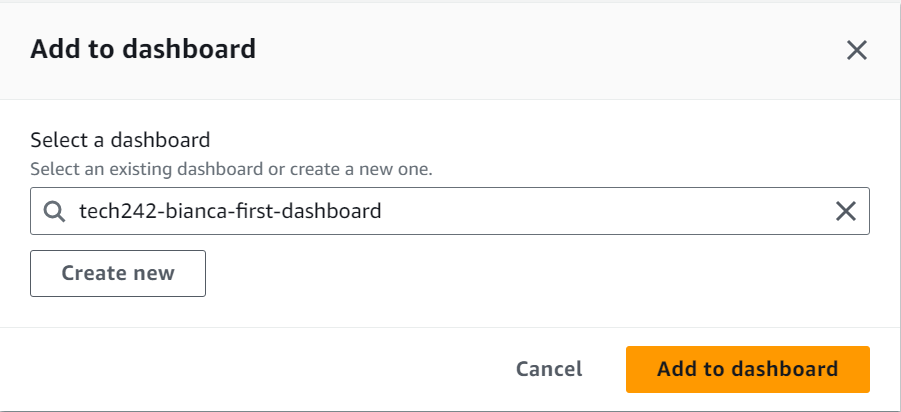 Add to dashboard
Select a dashboard
Select an existing dashboard or create a new one.
tech242-bianca-first-dashboard
Create new
Cancel
Add to dashboard